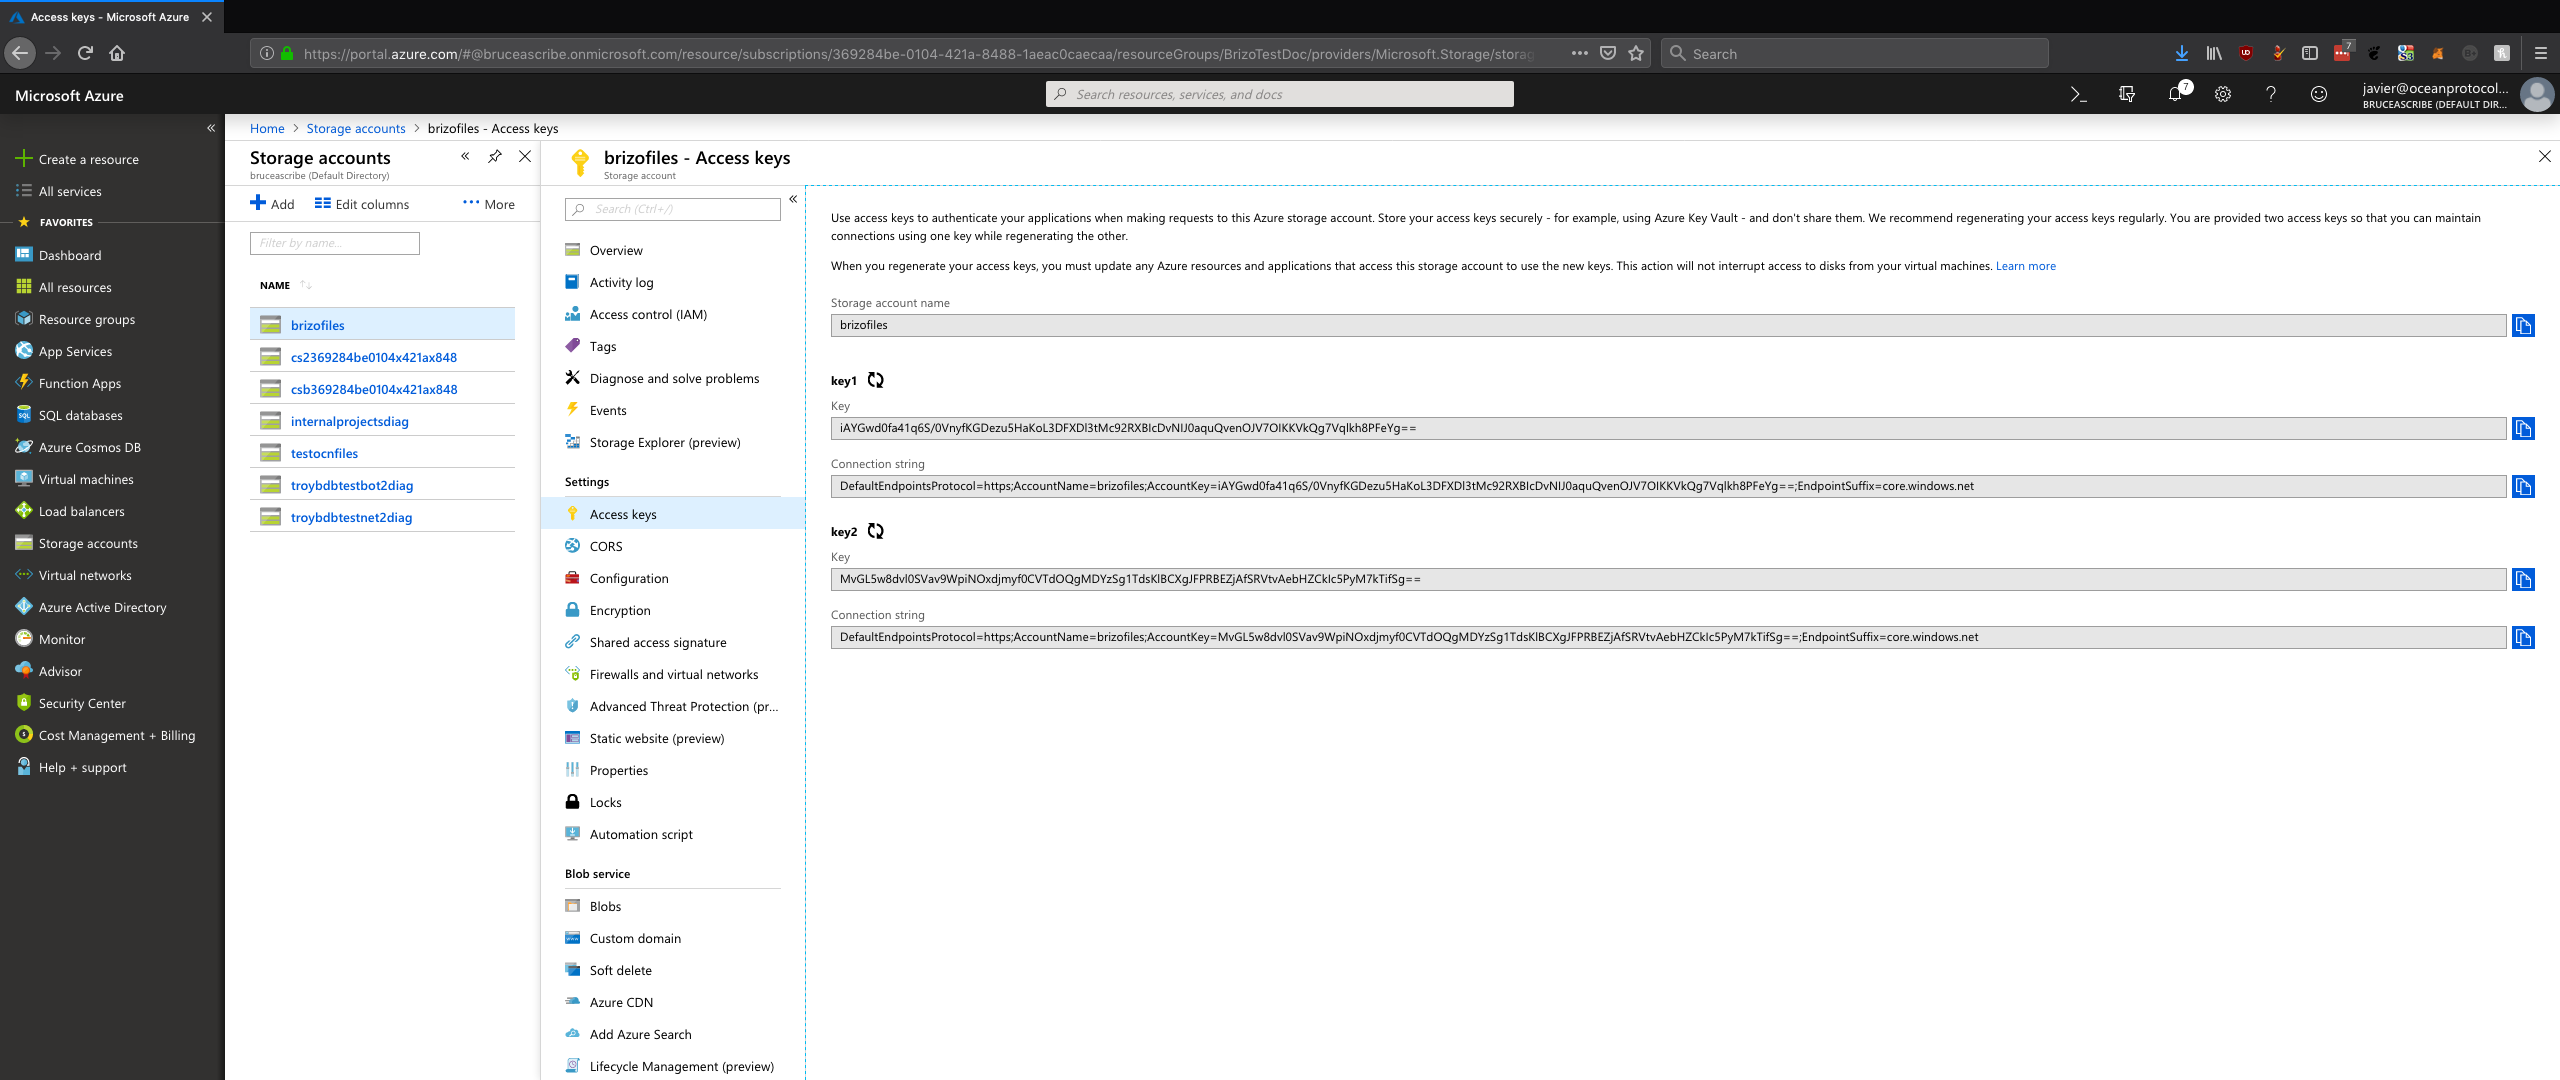 Access keys - Microsoft Azure
https://portal.azure.com/#@bruceascribe.onmicrosoft.com/resource/subscriptions/369284be-0104-421a-8488-1aeac0caecaa/resourceGroups/BrizoTestDoc/providers/Microsoft.Storage/storag
Search
7
Microsoft Azure
Search resources, services, and docs
7
javier@oceanprotocol...
BRUCEASCRIBE (DEFAULT DIR...
Create a resource
All services
FAVORITES
Dashboard
All resources
Resource groups
App Services
Function Apps
SQL databases
Azure Cosmos DB
Virtual machines
Load balancers
Storage accounts
Virtual networks
Azure Active Directory
Monitor
Advisor
Security Center
Cost Management + Billing
Help + support
Home > Storage accounts > brizofiles - Access keys
Storage accounts
bruceascribe (Default Directory)
Add
Edit columns
More
Filter by name...
NAME
brizofiles
cs2369284be0104x421ax848
csb369284be0104x421ax848
internalprojectsdiag
testocnfiles
troybdbtestbot2diag
troybdbtestnet2diag
brizofiles - Access keys
Storage account
Search (Ctrl+/)
Overview
Activity log
Access control (IAM)
Tags
Diagnose and solve problems
Events
Storage Explorer (preview)
Settings
Access keys
CORS
Configuration
Encryption
Shared access signature
Firewalls and virtual networks
Advanced Threat Protection (pr...
Static website (preview)
Properties
Locks
Automation script
Blob service
Blobs
Custom domain
Soft delete
Azure CDN
Add Azure Search
Lifecycle Management (preview)
Use access keys to authenticate your applications when making requests to this Azure storage account. Store your access keys securely - for example, using Azure Key Vault - and don't share them. We recommend regenerating your access keys regularly. You are provided two access keys so that you can maintain
connections using one key while regenerating the other.
When you regenerate your access keys, you must update any Azure resources and applications that access this storage account to use the new keys. This action will not interrupt access to disks from your virtual machines. Learn more
Storage account name
brizofiles
key1
Key
Connection string
DefaultEndpointsProtocol=https;AccountName=brizofiles;AccountKey=
;EndpointSuffix=core.windows.net
key2
Key
Connection string
DefaultEndpointsProtocol=https;AccountName=brizofiles;AccountKey=
;EndpointSuffix=core.windows.net